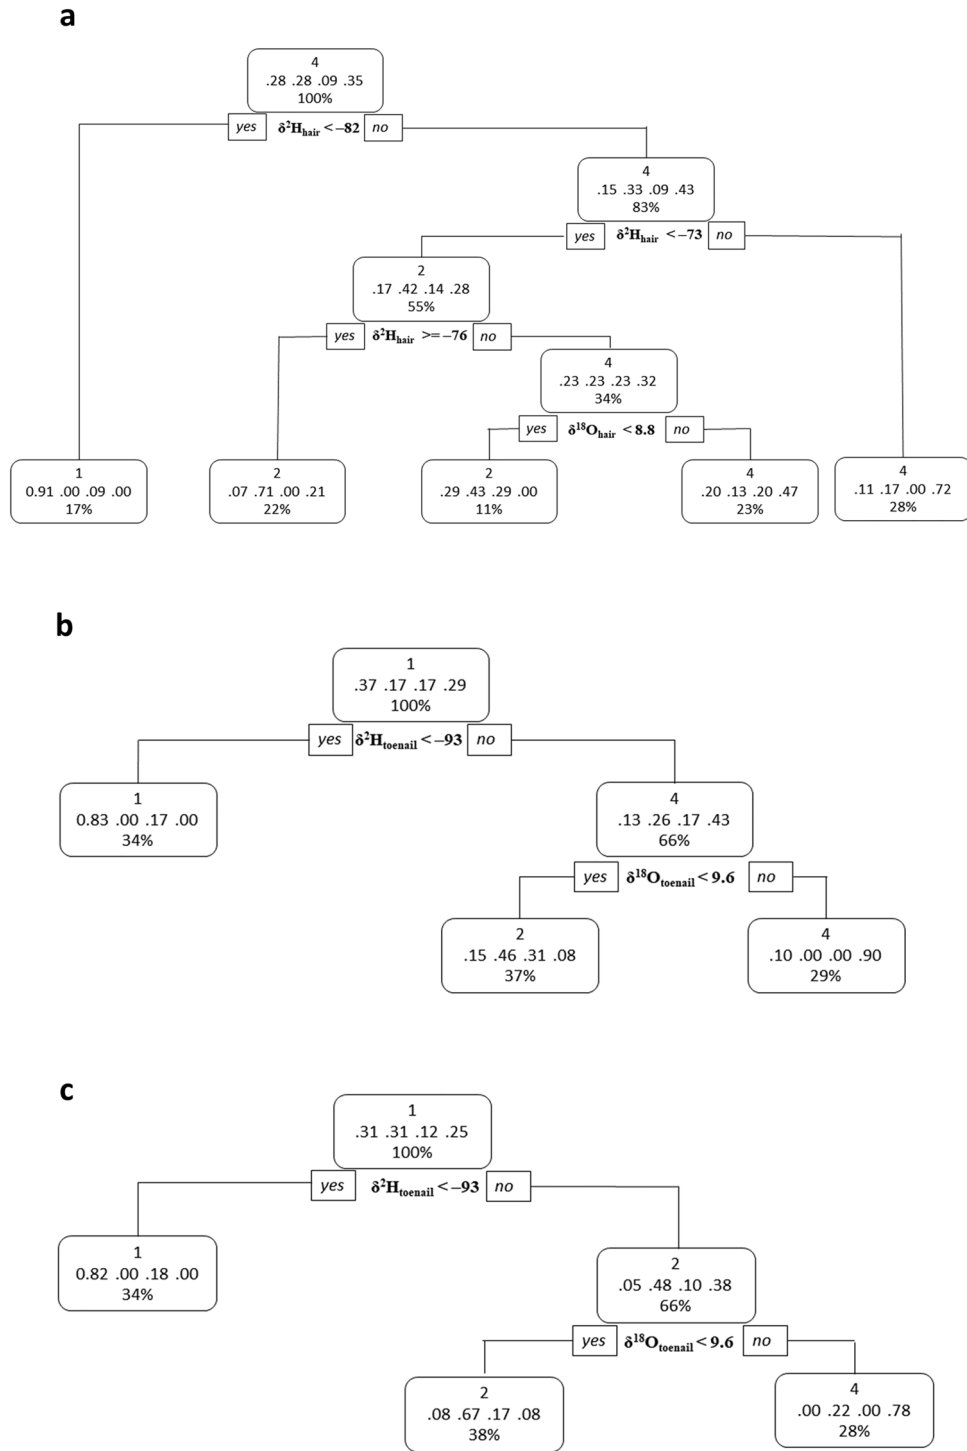 a
4
.28 .28 .09 .35
100%
yes δ²Hhair < –82 no
4
.15 .33 .09 .43
83%
yes δ²Hhair < –73 no
2
.17 .42 .14 .28
55%
yes δ²Hhair >= –76 no
4
.23 .23 .23 .32
34%
yes δ¹⁸Ohair < 8.8 no
1
0.91 .00 .09 .00
17%
2
.07 .71 .00 .21
22%
2
.29 .43 .29 .00
11%
4
.20 .13 .20 .47
23%
4
.11 .17 .00 .72
28%
b
1
.37 .17 .17 .29
100%
yes δ²Htoenail < –93 no
1
0.83 .00 .17 .00
34%
4
.13 .26 .17 .43
66%
yes δ¹⁸Otoenail < 9.6 no
2
.15 .46 .31 .08
37%
4
.10 .00 .00 .90
29%
c
1
.31 .31 .12 .25
100%
yes δ²Htoenail < –93 no
1
0.82 .00 .18 .00
34%
2
.05 .48 .10 .38
66%
yes δ¹⁸Otoenail < 9.6 no
2
.08 .67 .17 .08
38%
4
.00 .22 .00 .78
28%